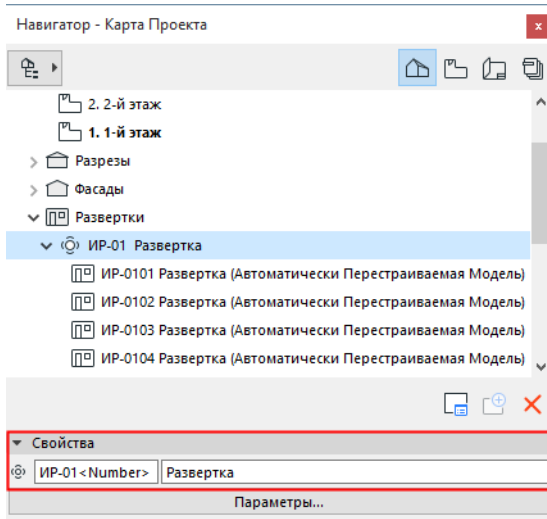 Навигатор - Карта Проекта
2. 2-й этаж
1. 1-й этаж
Разрезы
Фасады
Развертки
ИР-01 Развертка
ИР-0101 Развертка (Автоматически Перестраиваемая Модель)
ИР-0102 Развертка (Автоматически Перестраиваемая Модель)
ИР-0103 Развертка (Автоматически Перестраиваемая Модель)
ИР-0104 Развертка (Автоматически Перестраиваемая Модель)
Свойства
ИР-01<Number> Развертка
Параметры...